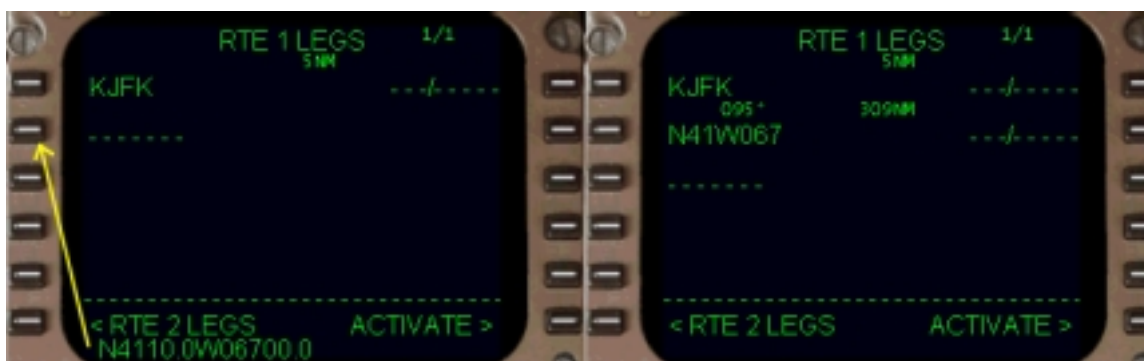 RTE 1 LEGS 1/1
5NM
KJFK ---/-----
-------
< RTE 2 LEGS ACTIVATE >
N4110.0W06700.0
RTE 1 LEGS 1/1
5NM
KJFK ---/-----
095° 309NM
N41W067 ---/-----
-------
< RTE 2 LEGS ACTIVATE >